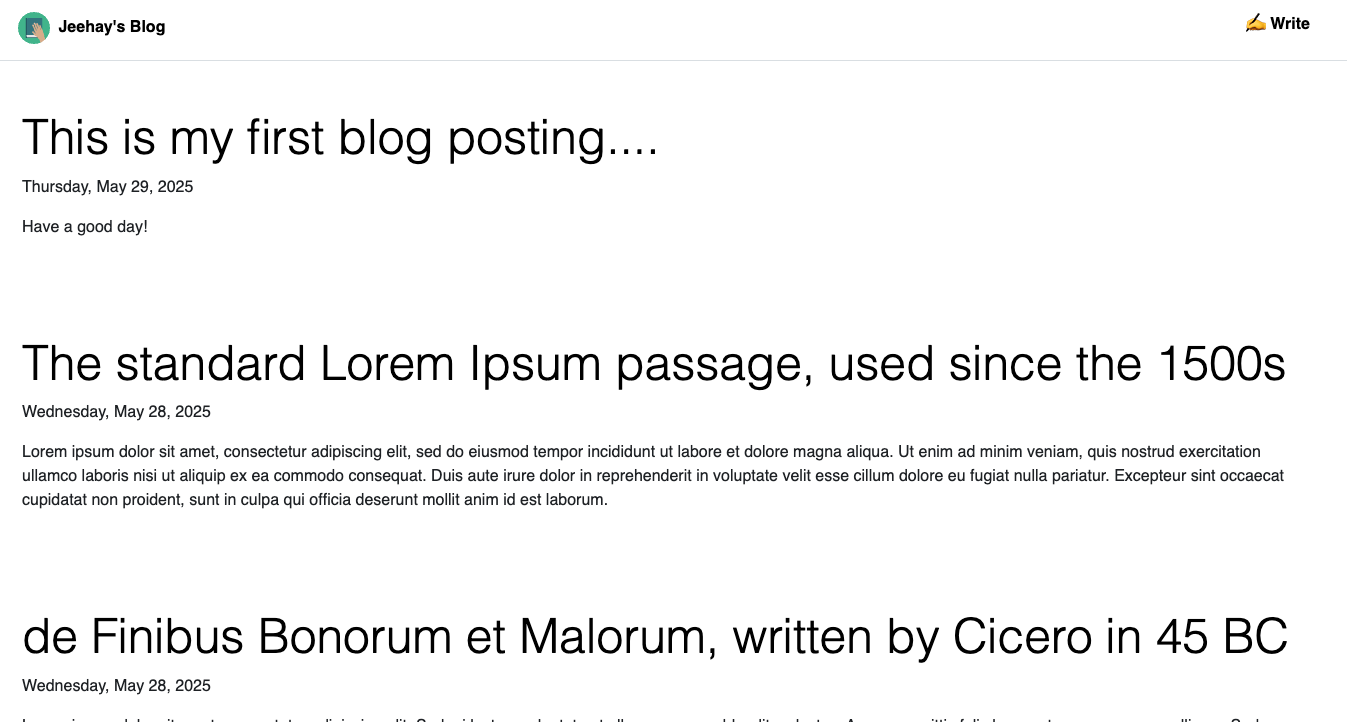 Jeehay's Blog
✍️ Write
This is my first blog posting....
Thursday, May 29, 2025
Have a good day!
The standard Lorem Ipsum passage, used since the 1500s
Wednesday, May 28, 2025
Lorem ipsum dolor sit amet, consectetur adipiscing elit, sed do eiusmod tempor incididunt ut labore et dolore magna aliqua. Ut enim ad minim veniam, quis nostrud exercitation
ullamco laboris nisi ut aliquip ex ea commodo consequat. Duis aute irure dolor in reprehenderit in voluptate velit esse cillum dolore eu fugiat nulla pariatur. Excepteur sint occaecat
cupidatat non proident, sunt in culpa qui officia deserunt mollit anim id est laborum.
de Finibus Bonorum et Malorum, written by Cicero in 45 BC
Wednesday, May 28, 2025